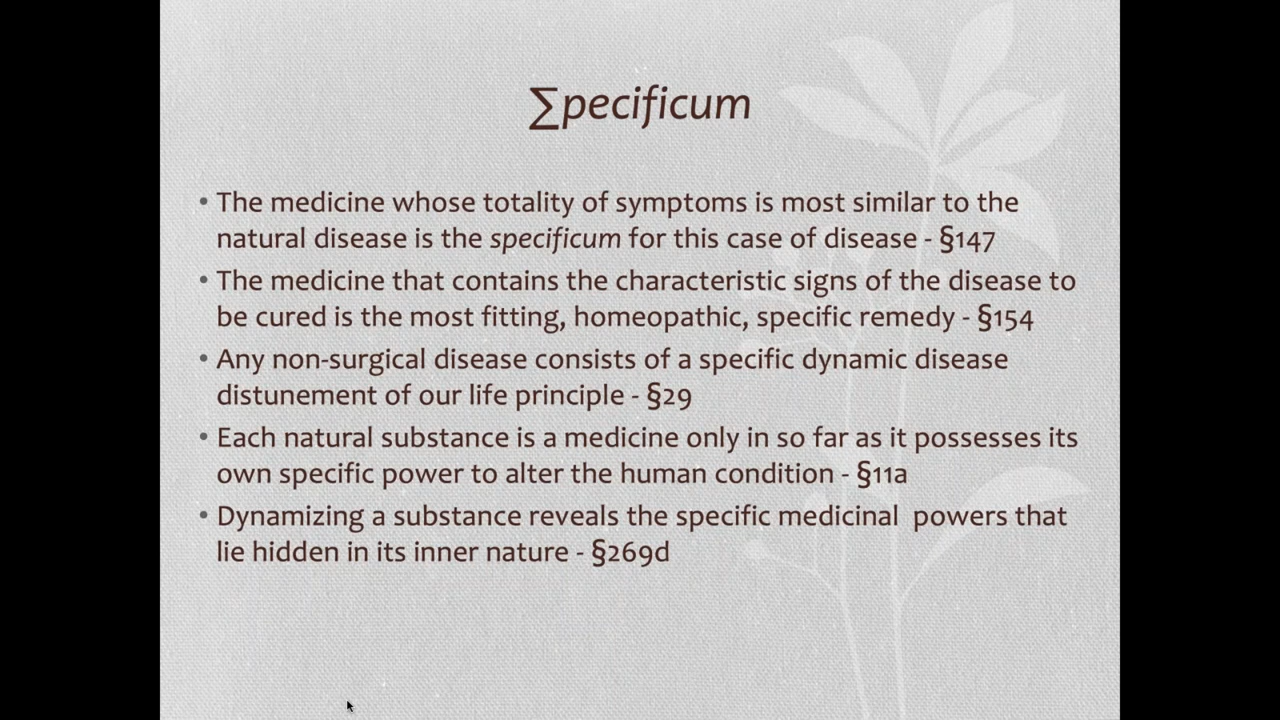 ∑pecificum
• The medicine whose totality of symptoms is most similar to the
natural disease is the specificum for this case of disease - §147
• The medicine that contains the characteristic signs of the disease to
be cured is the most fitting, homeopathic, specific remedy - §154
• Any non-surgical disease consists of a specific dynamic disease
distunement of our life principle - §29
• Each natural substance is a medicine only in so far as it possesses its
own specific power to alter the human condition - §11a
• Dynamizing a substance reveals the specific medicinal  powers that
lie hidden in its inner nature - §269d